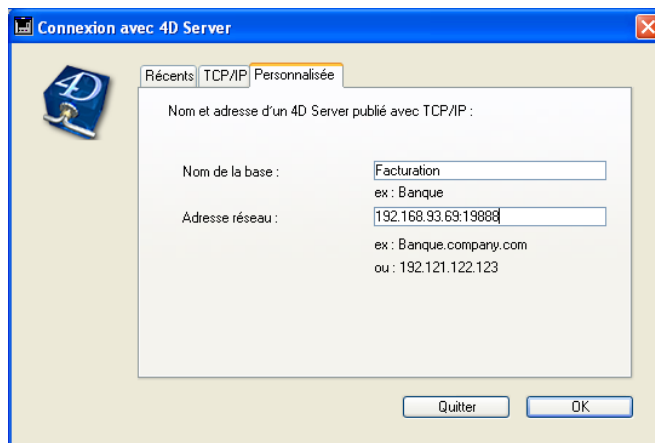 Connexion avec 4D Server
4D
Récents TCP/IP Personnalisée
Nom et adresse d'un 4D Server publié avec TCP/IP :
Nom de la base : Facturation
ex : Banque
Adresse réseau : 192.168.93.69:19888
ex : Banque.company.com
ou : 192.121.122.123
Quitter OK